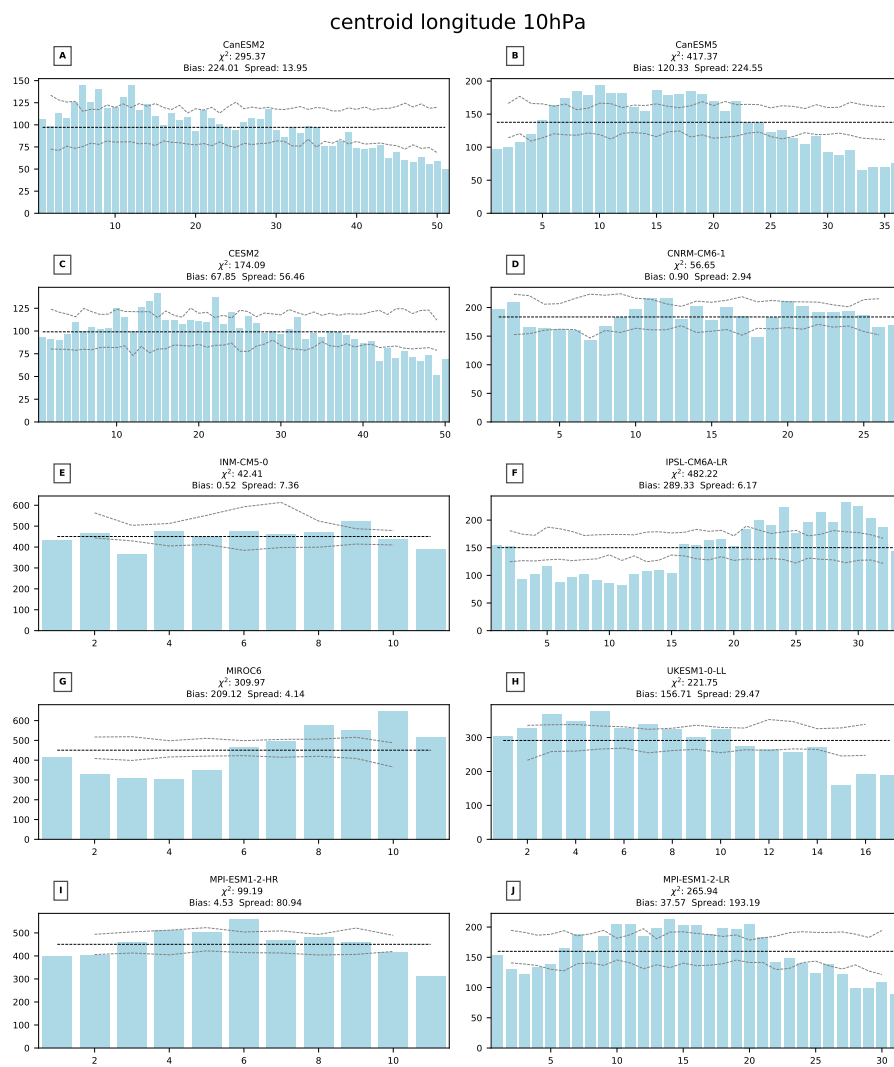 centroid longitude 10hPa
A
CanESM2
χ²: 295.37
Bias: 224.01 Spread: 13.95
150
125
100
75
50
25
0
10 20 30 40 50
B
CanESM5
χ²: 417.37
Bias: 120.33 Spread: 224.55
200
150
100
50
0
5 10 15 20 25 30 35
C
CESM2
χ²: 174.09
Bias: 67.85 Spread: 56.46
125
100
75
50
25
0
10 20 30 40 50
D
CNRM-CM6-1
χ²: 56.65
Bias: 0.90 Spread: 2.94
200
150
100
50
0
5 10 15 20 25
E
INM-CM5-0
χ²: 42.41
Bias: 0.52 Spread: 7.36
600
500
400
300
200
100
0
2 4 6 8 10
F
IPSL-CM6A-LR
χ²: 482.22
Bias: 289.33 Spread: 6.17
200
150
100
50
0
5 10 15 20 25 30
G
MIROC6
χ²: 309.97
Bias: 209.12 Spread: 4.14
600
500
400
300
200
100
0
2 4 6 8 10
H
UKESM1-0-LL
χ²: 221.75
Bias: 156.71 Spread: 29.47
300
200
100
0
2 4 6 8 10 12 14 16
I
MPI-ESM1-2-HR
χ²: 99.19
Bias: 4.53 Spread: 80.94
500
400
300
200
100
0
2 4 6 8 10
J
MPI-ESM1-2-LR
χ²: 265.94
Bias: 37.57 Spread: 193.19
200
150
100
50
0
5 10 15 20 25 30